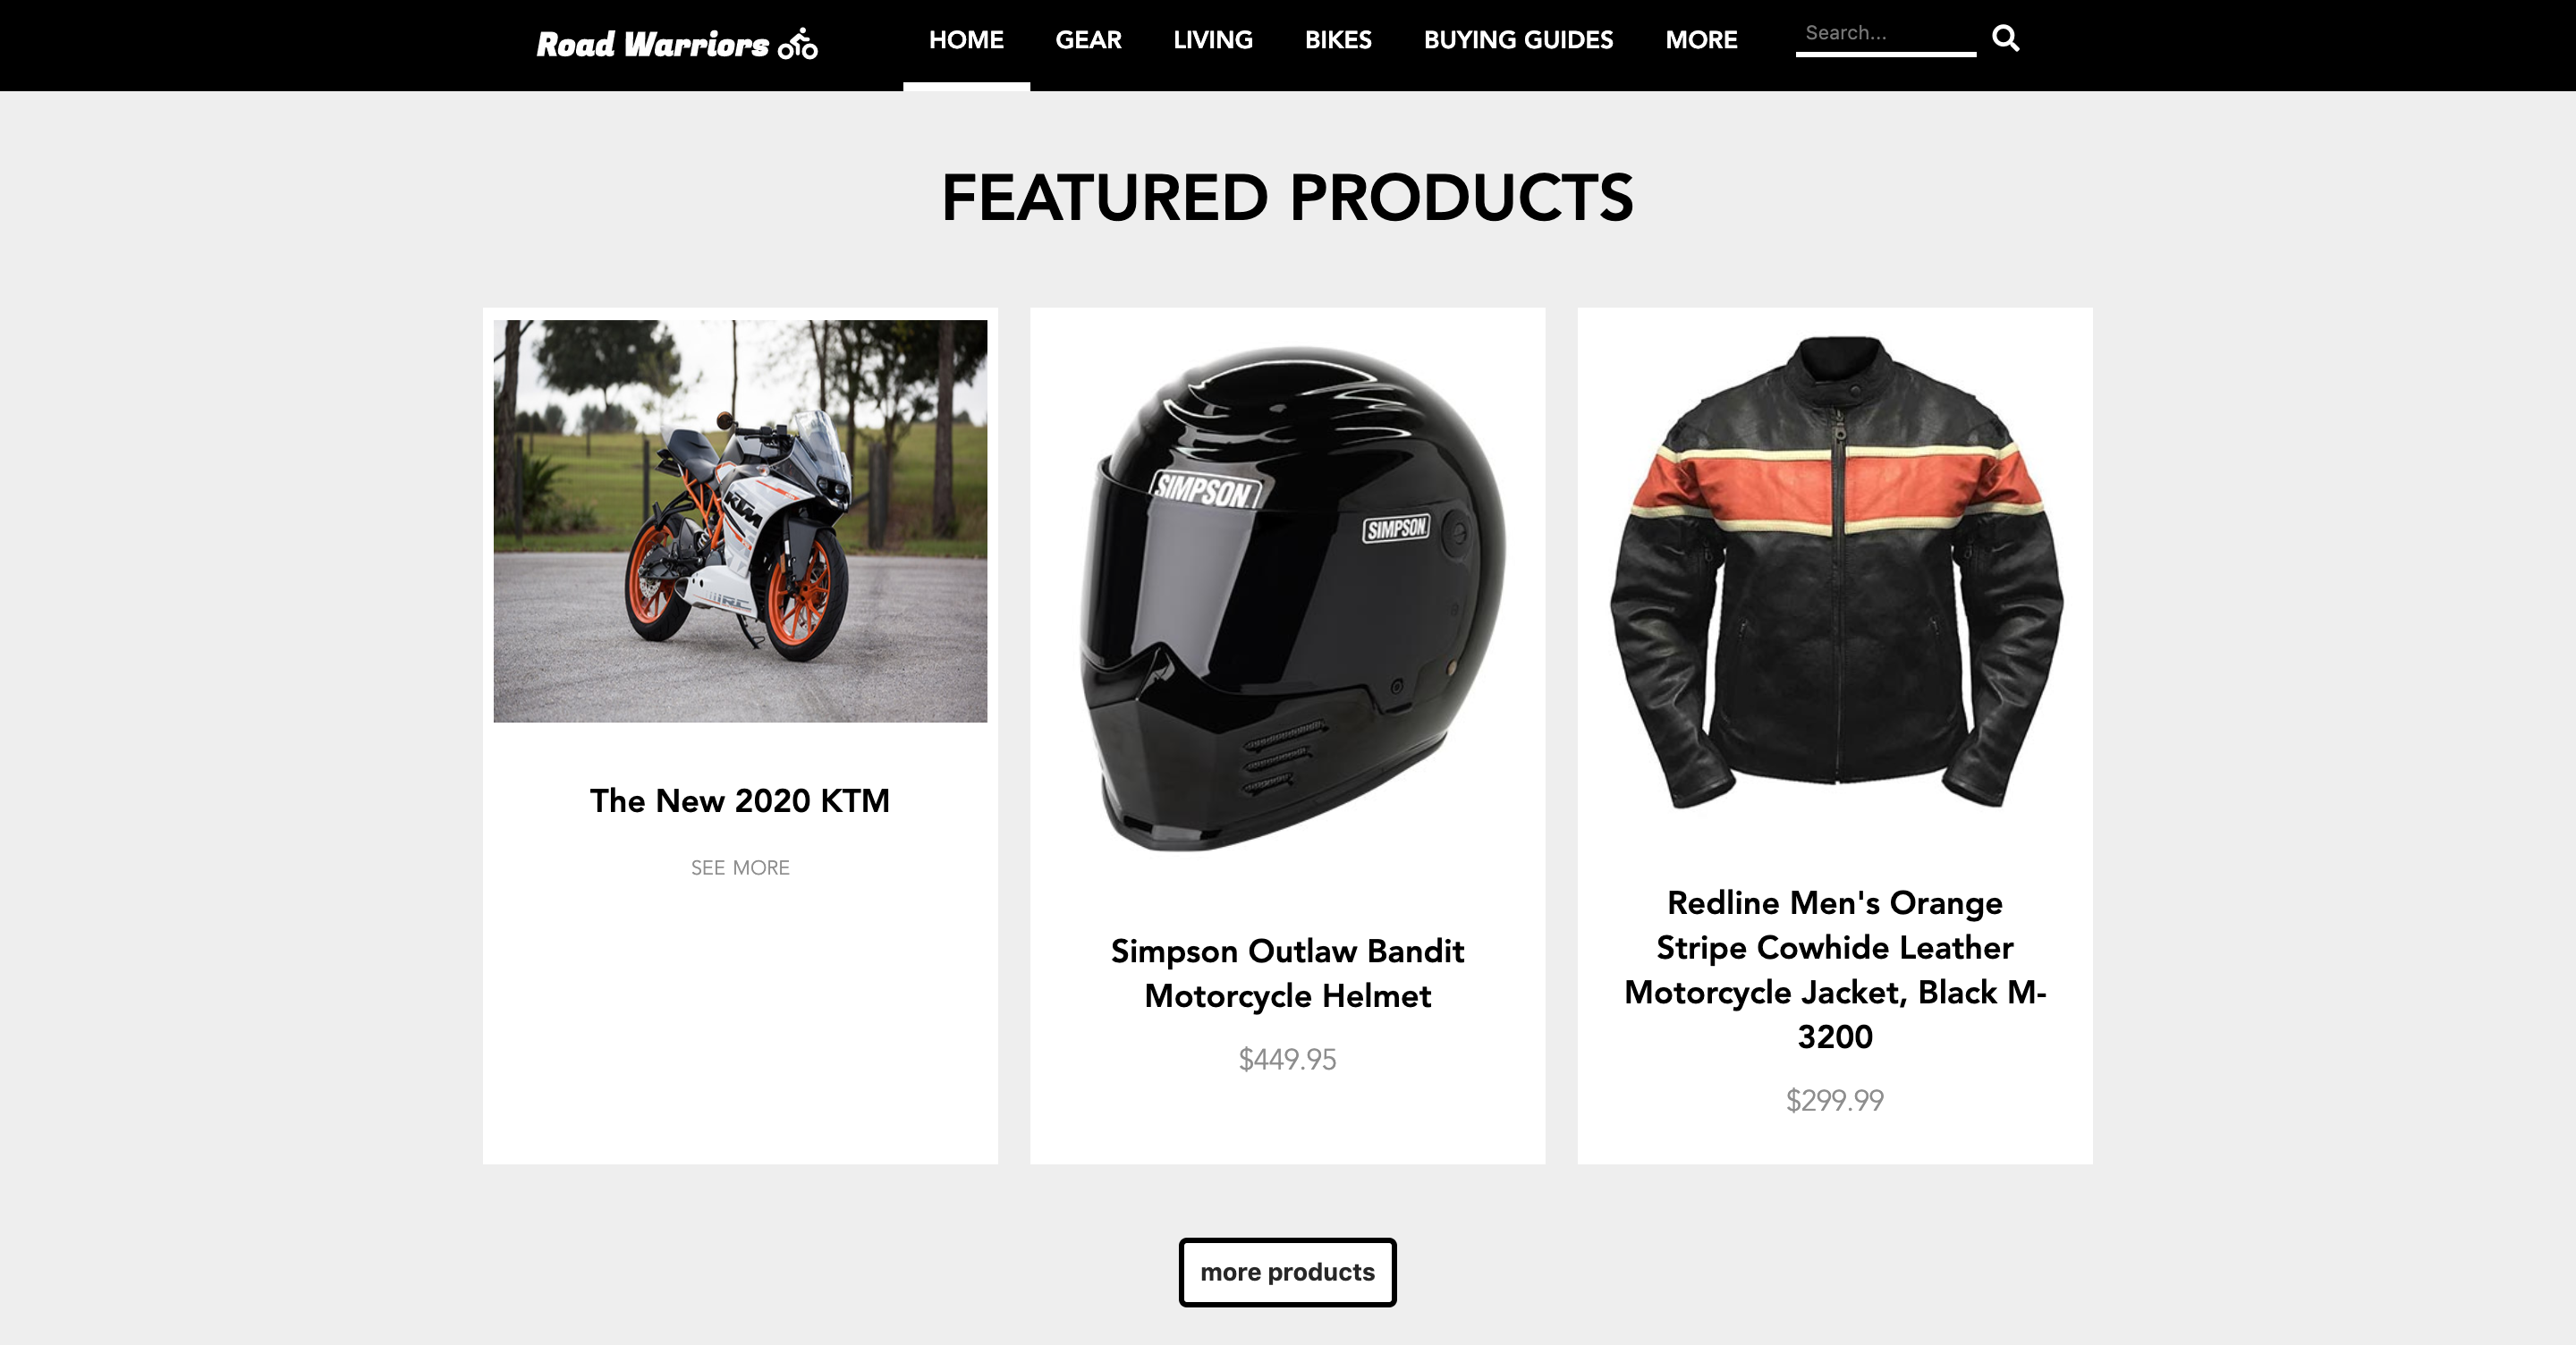 Road Warriors
HOME GEAR LIVING BIKES BUYING GUIDES MORE Search...
FEATURED PRODUCTS
KTM
RC
SIMPSON
SIMPSON
The New 2020 KTM
SEE MORE
Simpson Outlaw Bandit
Motorcycle Helmet
$449.95
Redline Men's Orange
Stripe Cowhide Leather
Motorcycle Jacket, Black M-
3200
$299.99
more products